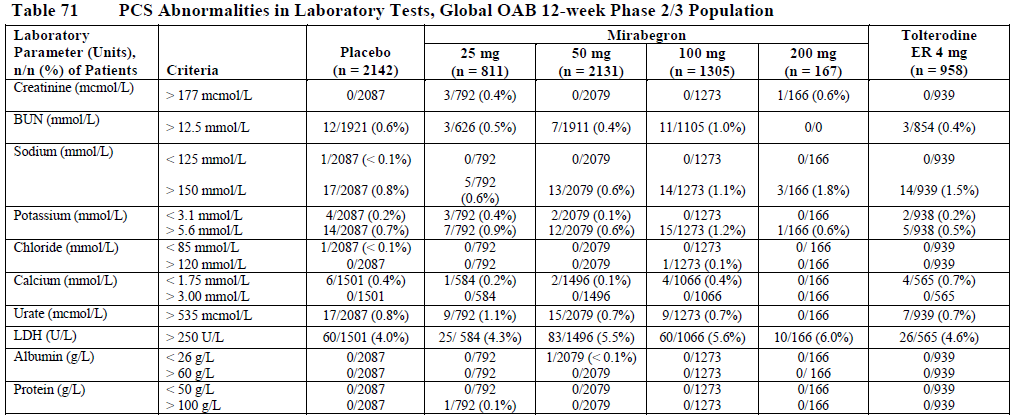 Table 71 PCS Abnormalities in Laboratory Tests, Global OAB 12-week Phase 2/3 Population
Laboratory Parameter (Units), n/n (%) of Patients Criteria Placebo (n = 2142) Mirabegron Tolterodine ER 4 mg (n = 958)
25 mg (n = 811) 50 mg (n = 2131) 100 mg (n = 1305) 200 mg (n = 167)
Creatinine (mcmol/L)
> 177 mcmol/L 0/2087 3/792 (0.4%) 0/2079 0/1273 1/166 (0.6%) 0/939
BUN (mmol/L)
> 12.5 mmol/L 12/1921 (0.6%) 3/626 (0.5%) 7/1911 (0.4%) 11/1105 (1.0%) 0/0 3/854 (0.4%)
Sodium (mmol/L)
< 125 mmol/L 1/2087 (< 0.1%) 0/792 0/2079 0/1273 0/166 0/939
> 150 mmol/L 17/2087 (0.8%) 5/792 (0.6%) 13/2079 (0.6%) 14/1273 (1.1%) 3/166 (1.8%) 14/939 (1.5%)
Potassium (mmol/L) < 3.1 mmol/L 4/2087 (0.2%) 3/792 (0.4%) 2/2079 (0.1%) 0/1273 0/166 2/938 (0.2%)
> 5.6 mmol/L 14/2087 (0.7%) 7/792 (0.9%) 12/2079 (0.6%) 15/1273 (1.2%) 1/166 (0.6%) 5/938 (0.5%)
Chloride (mmol/L) < 85 mmol/L 1/2087 (< 0.1%) 0/792 0/2079 0/1273 0/ 166 0/939
> 120 mmol/L 0/2087 0/792 0/2079 1/1273 (0.1%) 0/166 0/939
Calcium (mmol/L) < 1.75 mmol/L 6/1501 (0.4%) 1/584 (0.2%) 2/1496 (0.1%) 4/1066 (0.4%) 0/166 4/565 (0.7%)
> 3.00 mmol/L 0/1501 0/584 0/1496 0/1066 0/166 0/565
Urate (mcmol/L) > 535 mcmol/L 17/2087 (0.8%) 9/792 (1.1%) 15/2079 (0.7%) 9/1273 (0.7%) 0/166 7/939 (0.7%)
LDH (U/L) > 250 U/L 60/1501 (4.0%) 25/ 584 (4.3%) 83/1496 (5.5%) 60/1066 (5.6%) 10/166 (6.0%) 26/565 (4.6%)
Albumin (g/L) < 26 g/L 0/2087 0/792 1/2079 (< 0.1%) 0/1273 0/166 0/939
> 60 g/L 0/2087 0/792 0/2079 0/1273 0/ 166 0/939
Protein (g/L) < 50 g/L 0/2087 0/792 0/2079 0/1273 0/166 0/939
> 100 g/L 0/2087 1/792 (0.1%) 0/2079 0/1273 0/166 0/939